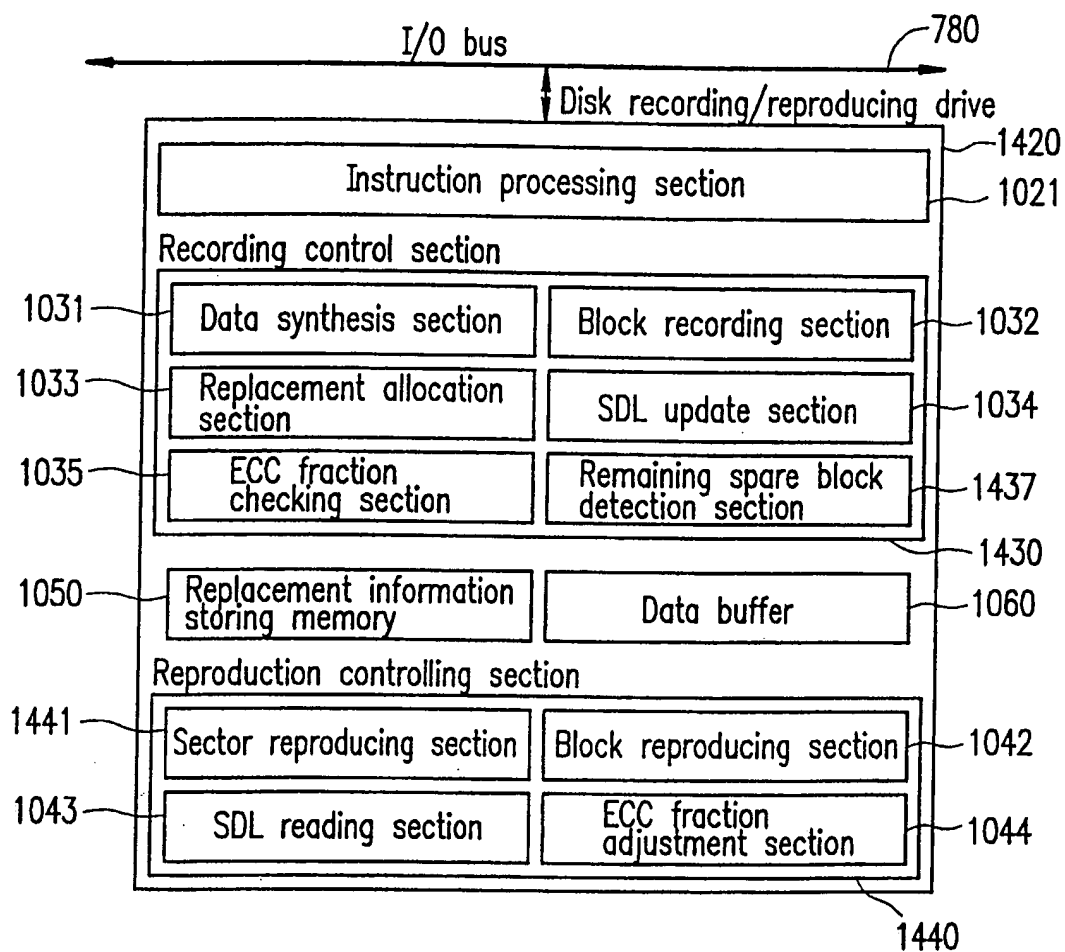 I/O bus
780
Disk recording/reproducing drive
1420
Instruction processing section
1021
Recording control section
1031
Data synthesis section
Block recording section
1032
1033
Replacement allocation
section
SDL update section
1034
1035
ECC fraction
checking section
Remaining spare block
detection section
1437
1430
1050
Replacement information
storing memory
Data buffer
1060
Reproduction controlling section
1441
Sector reproducing section
Block reproducing section
1042
1043
SDL reading section
ECC fraction
adjustment section
1044
1440